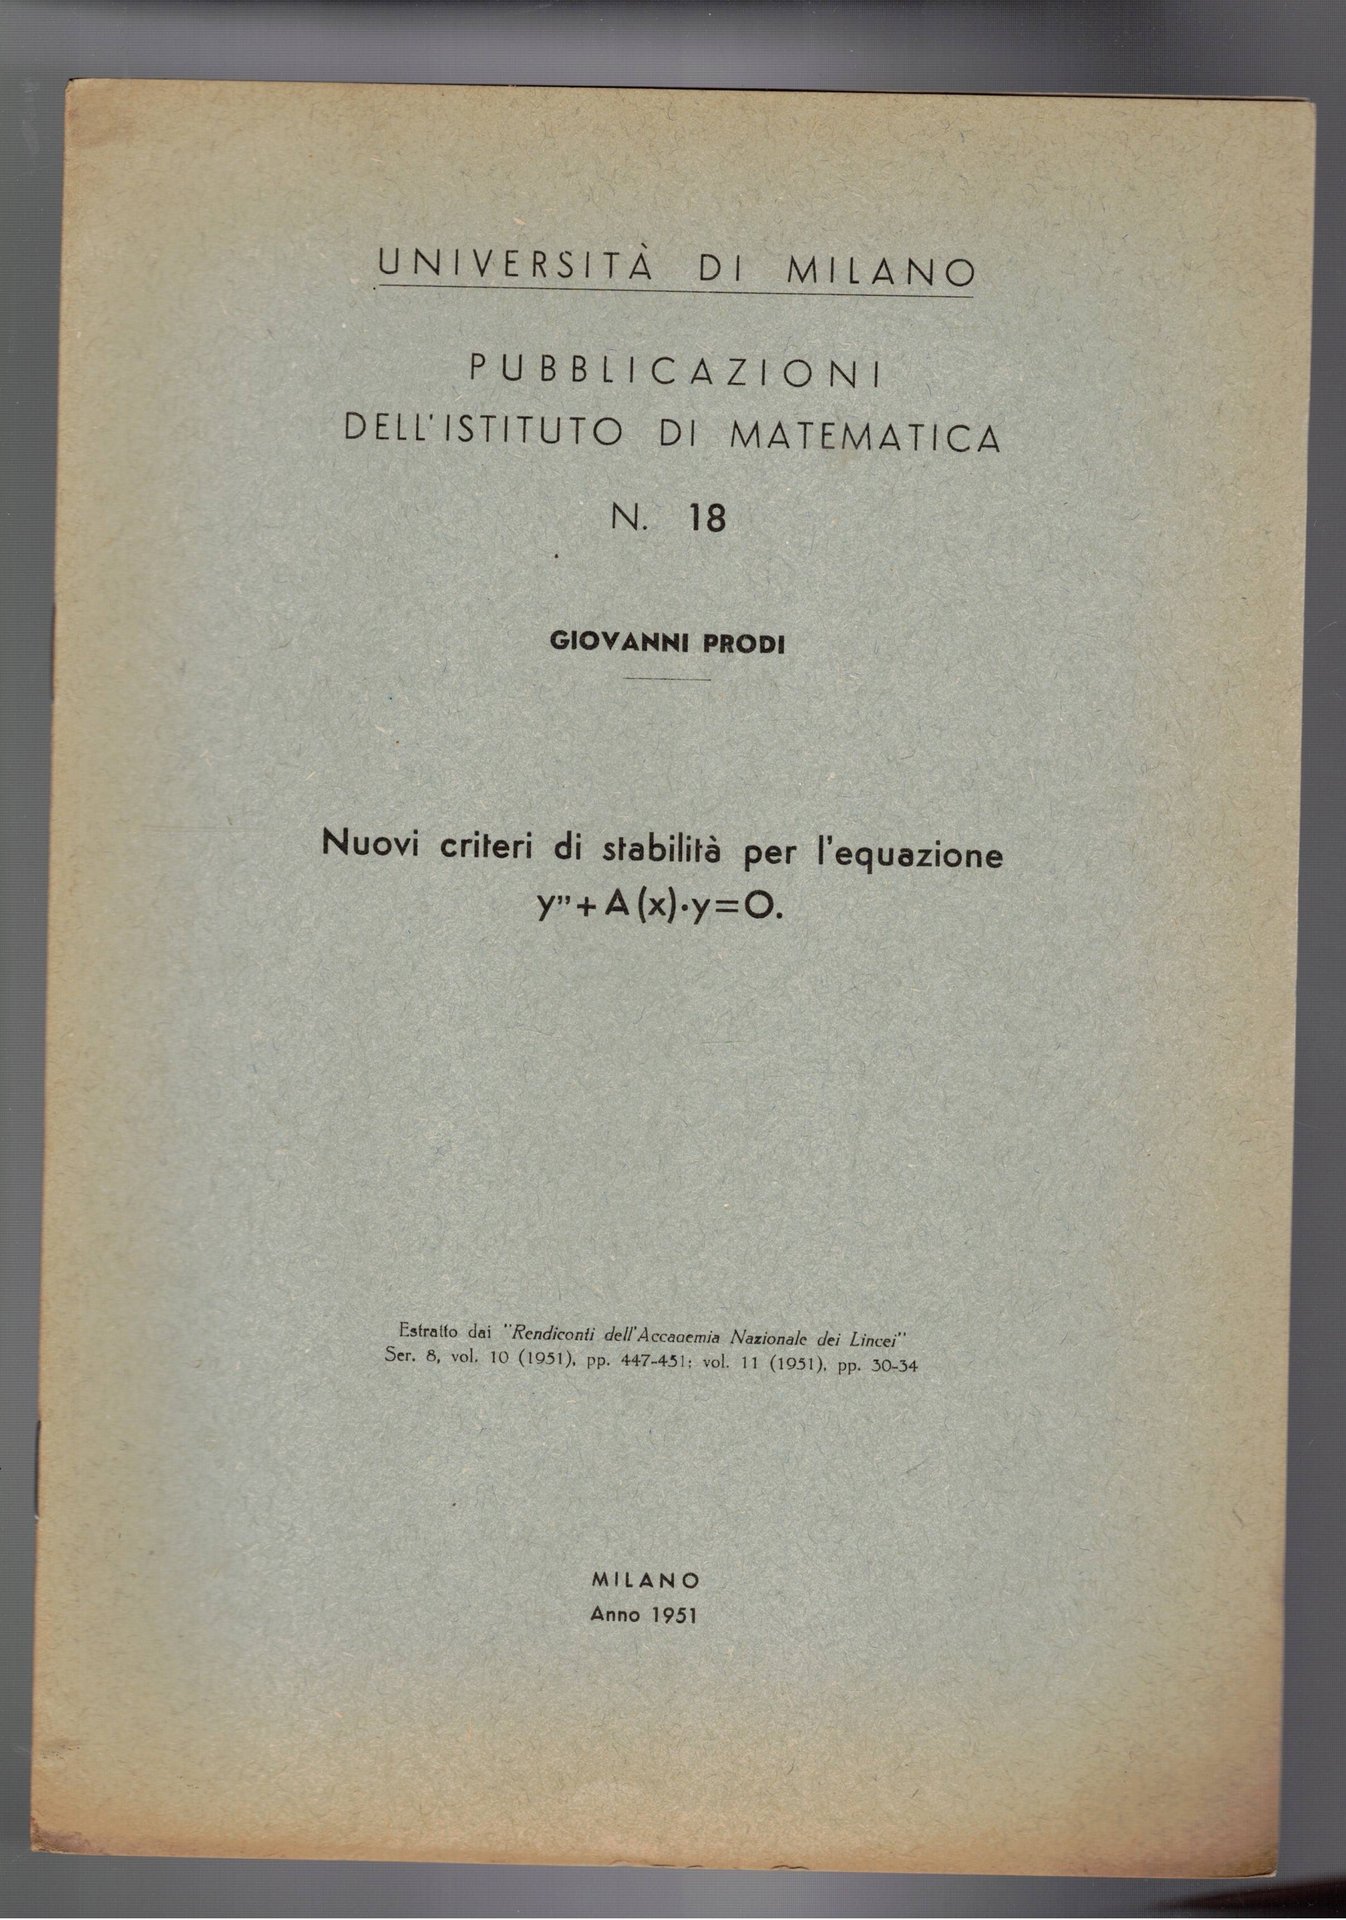 UNIVERSITÀ DI MILANO
PUBBLICAZIONI
DELL'ISTITUTO DI MATEMATICA
N. 18
GIOVANNI PRODI
Nuovi criteri di stabilità per l'equazione
y''+A(x)·y=0.
Estratto dai "Rendiconti dell'Accademia Nazionale dei Lincei"
Ser. 8, vol. 10 (1951), pp. 447-451; vol. 11 (1951), pp. 30-34
MILANO
Anno 1951